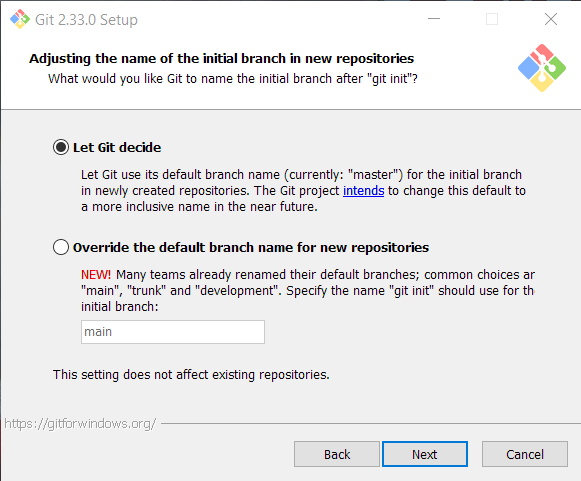 Git 2.33.0 Setup
Adjusting the name of the initial branch in new repositories
What would you like Git to name the initial branch after "git init"?
Let Git decide
Let Git use its default branch name (currently: "master") for the initial branch
in newly created repositories. The Git project intends to change this default to
a more inclusive name in the near future.
Override the default branch name for new repositories
NEW! Many teams already renamed their default branches; common choices ar
"main", "trunk" and "development". Specify the name "git init" should use for the
initial branch:
main
This setting does not affect existing repositories.
https://gitforwindows.org/
Back Next Cancel